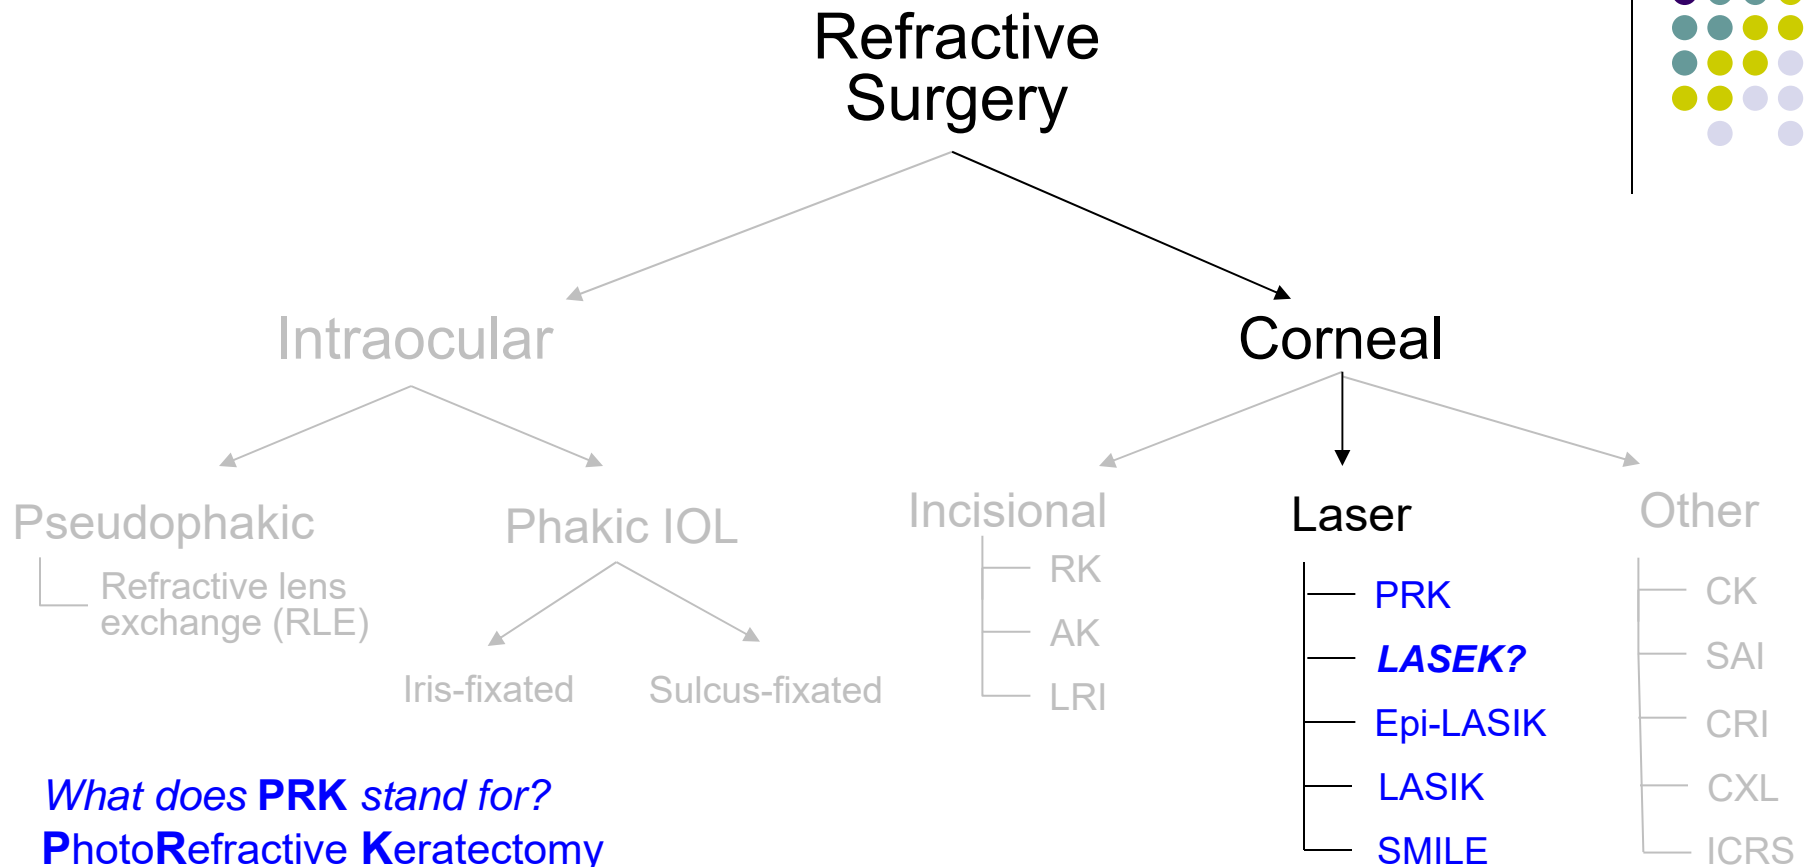 Refractive
Surgery
Intraocular
Corneal
Pseudophakic
Phakic IOL
Incisional
Laser
Other
Refractive lens
exchange (RLE)
Iris-fixated
Sulcus-fixated
RK
AK
LRI
PRK
LASEK?
Epi-LASIK
LASIK
SMILE
CK
SAI
CRI
CXL
ICRS
What does PRK stand for?
PhotoRefractive Keratectomy